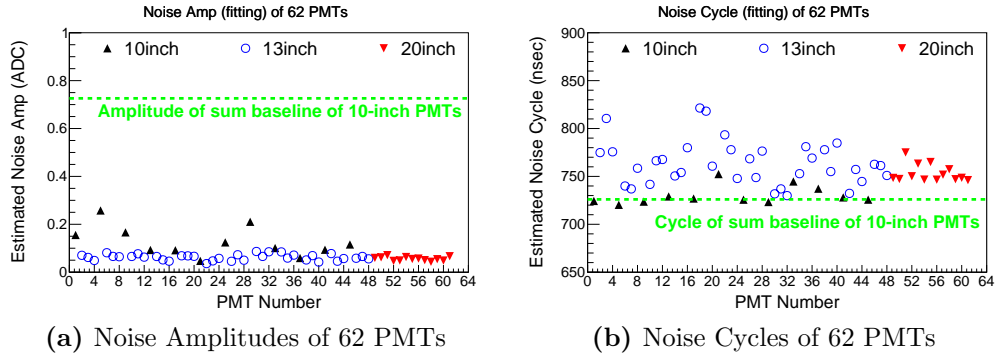 Noise Amp (fitting) of 62 PMTs
Estimated Noise Amp (ADC)
1
0.8
0.6
0.4
0.2
0
10inch 13inch 20inch
Amplitude of sum baseline of 10-inch PMTs
0 4 8 12 16 20 24 28 32 36 40 44 48 52 56 60 64
PMT Number
(a) Noise Amplitudes of 62 PMTs
Noise Cycle (fitting) of 62 PMTs
Estimated Noise Cycle (nsec)
900
850
800
750
700
650
10inch 13inch 20inch
Cycle of sum baseline of 10-inch PMTs
0 4 8 12 16 20 24 28 32 36 40 44 48 52 56 60 64
PMT Number
(b) Noise Cycles of 62 PMTs